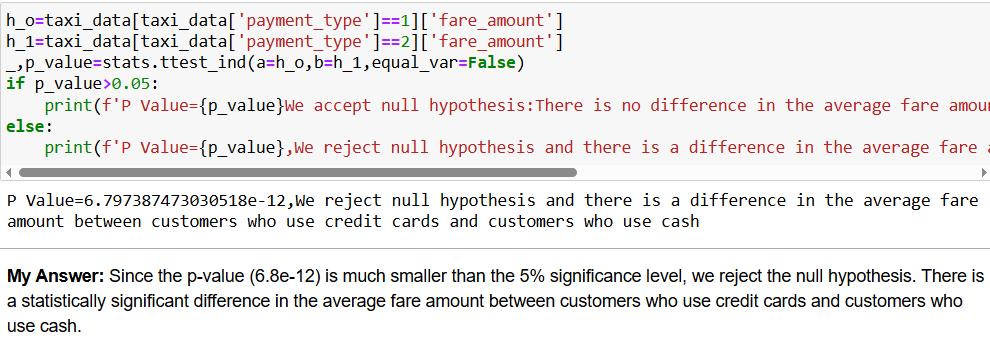 h_o=taxi_data[taxi_data['payment_type']==1]['fare_amount']
h_1=taxi_data[taxi_data['payment_type']==2]['fare_amount']
_,p_value=stats.ttest_ind(a=h_o,b=h_1,equal_var=False)
if p_value>0.05:
    print(f'P Value={p_value}We accept null hypothesis:There is no difference in the average fare
else:
    print(f'P Value={p_value},We reject null hypothesis and there is a difference in the average fare
P Value=6.797387473030518e-12,We reject null hypothesis and there is a difference in the average fare
amount between customers who use credit cards and customers who use cash
My Answer: Since the p-value (6.8e-12) is much smaller than the 5% significance level, we reject the null hypothesis. There is
a statistically significant difference in the average fare amount between customers who use credit cards and customers who
use cash.